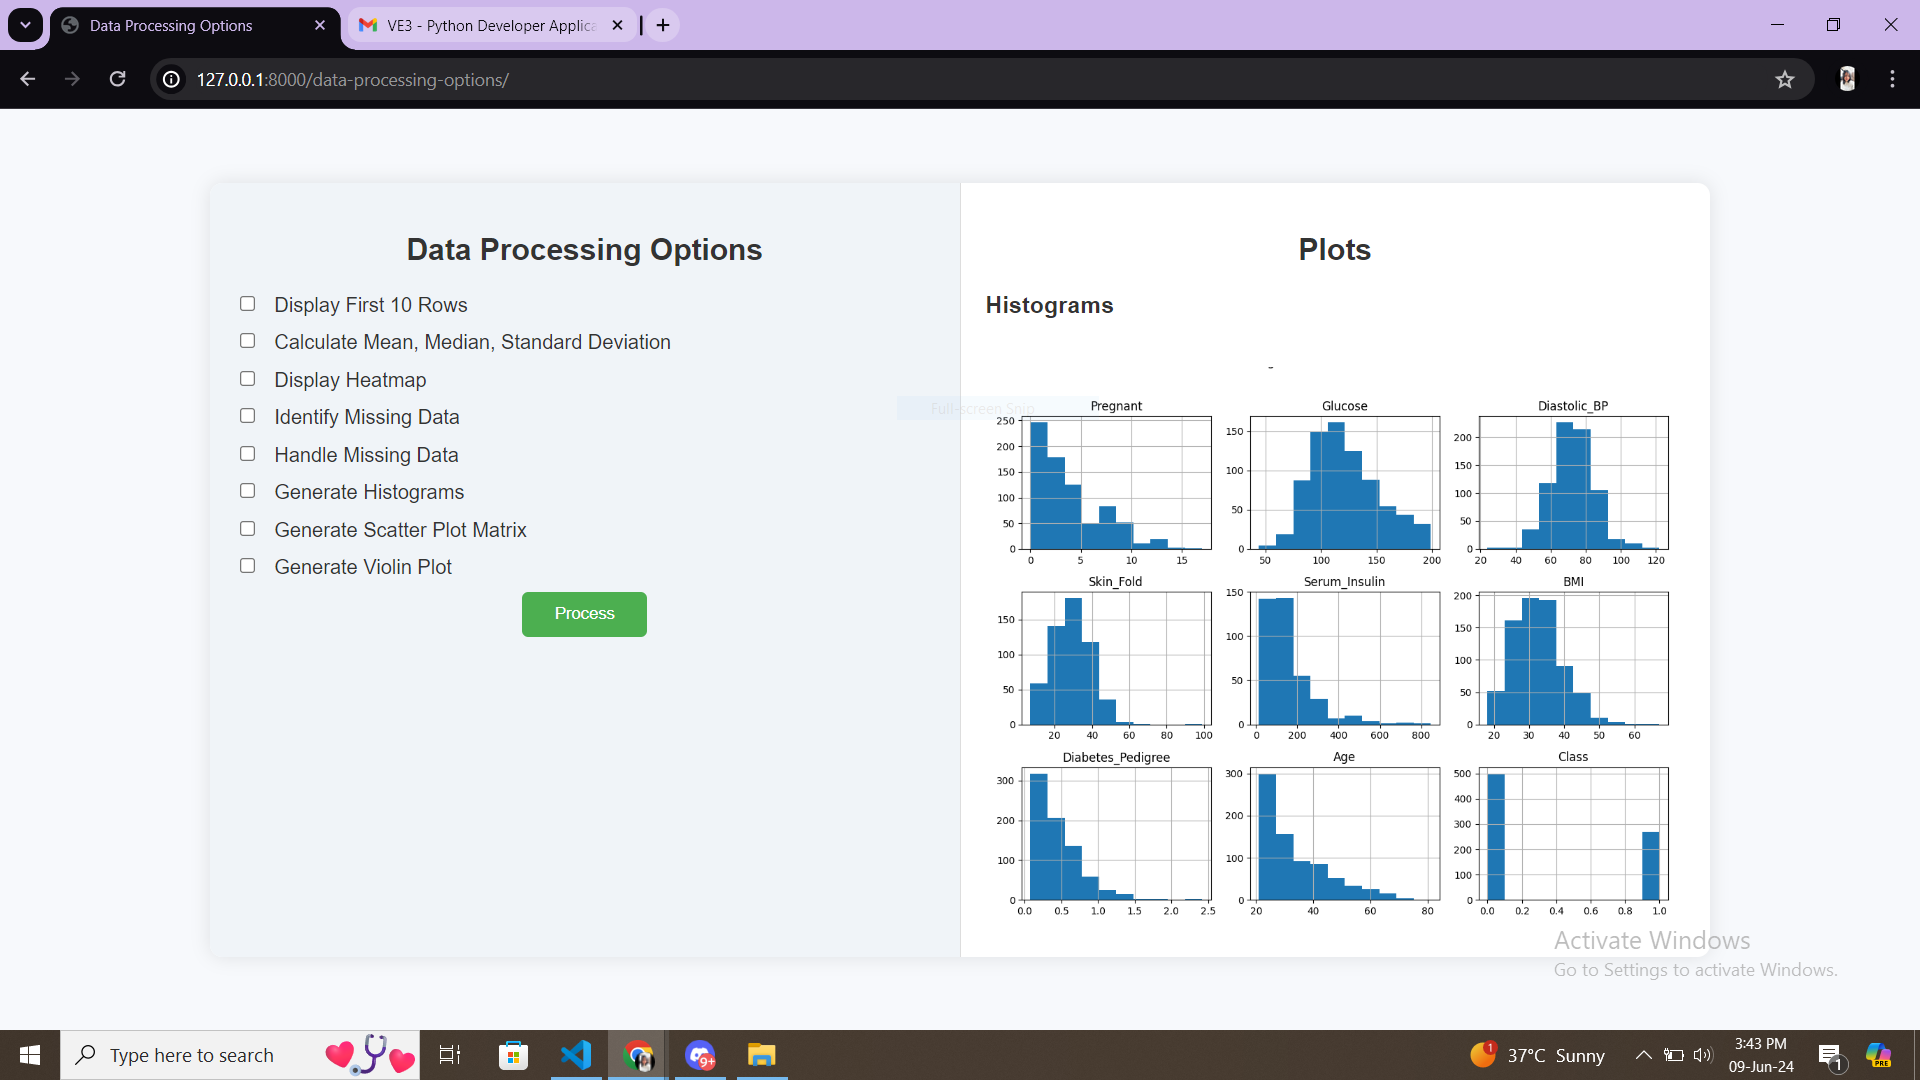 Data Processing Options
VE3 - Python Developer Applica
127.0.0.1:8000/data-processing-options/
Data Processing Options
Display First 10 Rows
Calculate Mean, Median, Standard Deviation
Display Heatmap
Identify Missing Data
Handle Missing Data
Generate Histograms
Generate Scatter Plot Matrix
Generate Violin Plot
Process
Plots
Histograms
Full-screen Snip
Pregnant
250
200
150
100
50
0
0 5 10 15
Glucose
150
100
50
0
50 100 150 200
Diastolic_BP
200
150
100
50
0
20 40 60 80 100 120
Skin_Fold
150
100
50
0
20 40 60 80 100
Serum_Insulin
150
100
50
0
0 200 400 600 800
BMI
200
150
100
50
0
20 30 40 50 60
Diabetes_Pedigree
300
200
100
0
0.0 0.5 1.0 1.5 2.0 2.5
Age
300
200
100
0
20 40 60 80
Class
500
400
300
200
100
0
0.0 0.2 0.4 0.6 0.8 1.0
Activate Windows
Go to Settings to activate Windows.
Type here to search
9+
1
37°C Sunny
3:43 PM
09-Jun-24
1
PRE